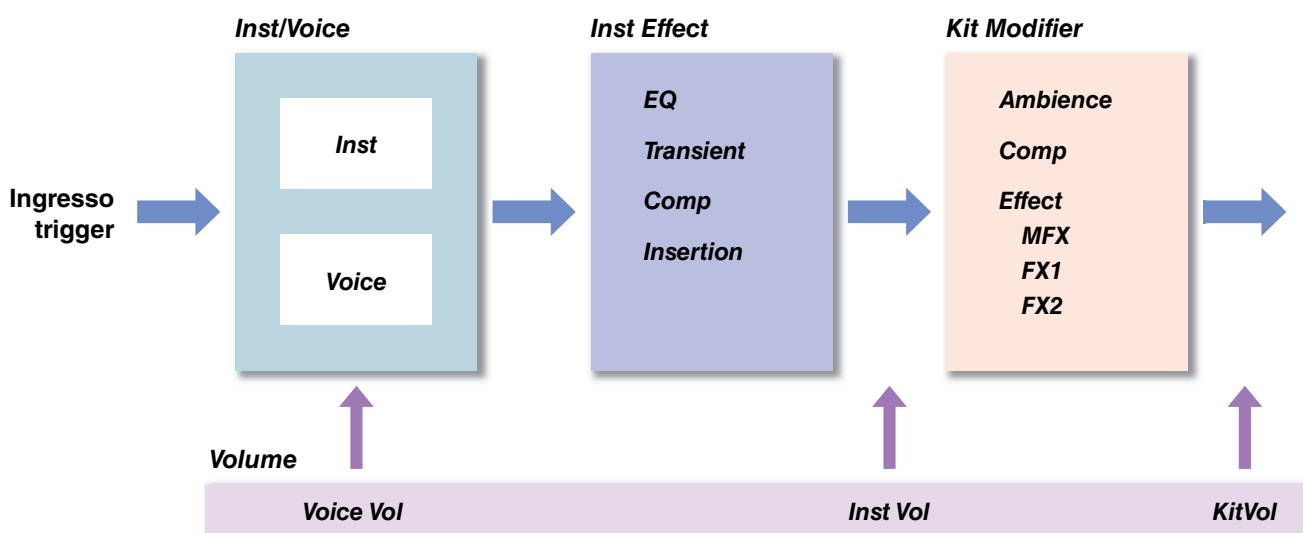 Inst/Voice
Inst Effect
Kit Modifier
Ingresso
trigger
Inst
Voice
EQ
Transient
Comp
Insertion
Ambience
Comp
Effect
MFX
FX1
FX2
Volume
Voice Vol
Inst Vol
KitVol